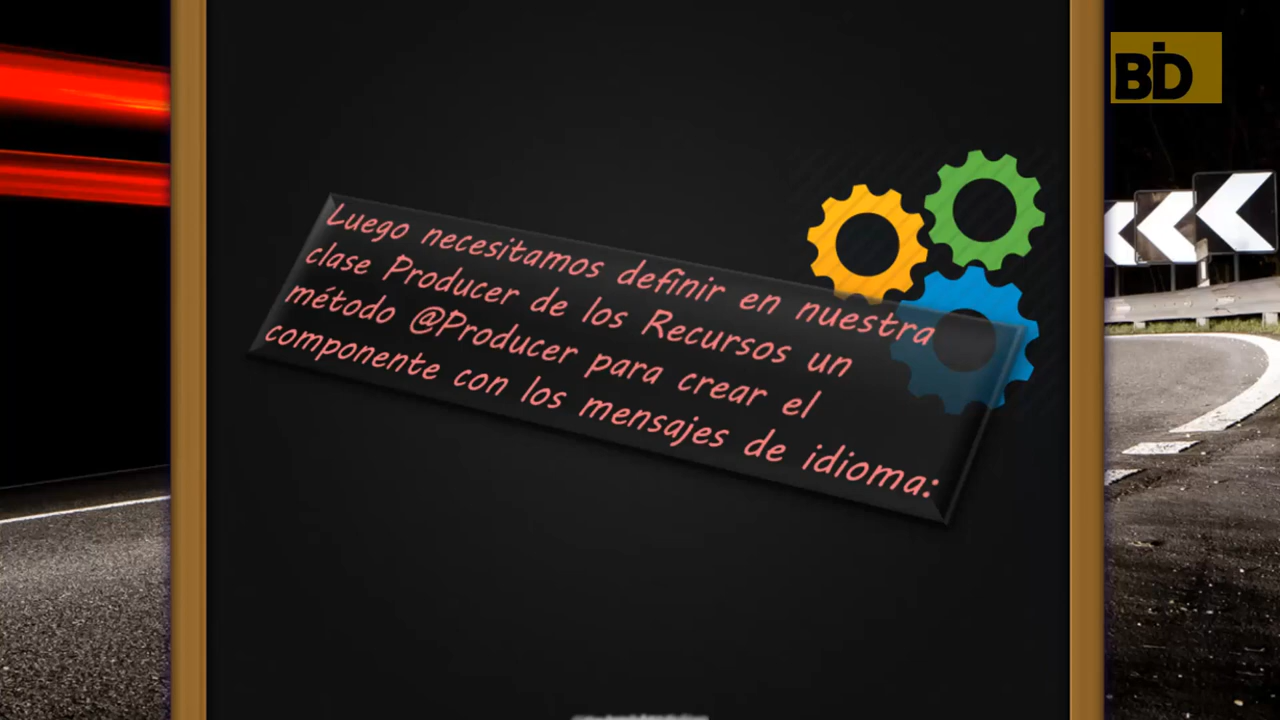 BID
Luego necesitamos definir en nuestra
clase Producer de los Recursos un
método @Producer para crear el
componente con los mensajes de idioma: